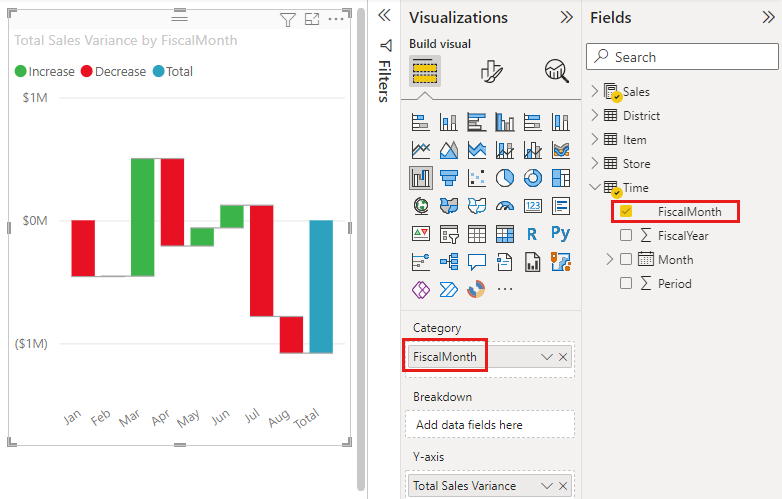 Total Sales Variance by FiscalMonth
Increase Decrease Total
$1M
$0M
($1M)
Jan Feb Mar Apr May Jun Jul Aug Total
Filters
Visualizations
Build visual
123
R Py
Category
FiscalMonth
Breakdown
Add data fields here
Y-axis
Total Sales Variance
Fields
Search
Sales
District
Item
Store
Time
FiscalMonth
FiscalYear
Month
Period